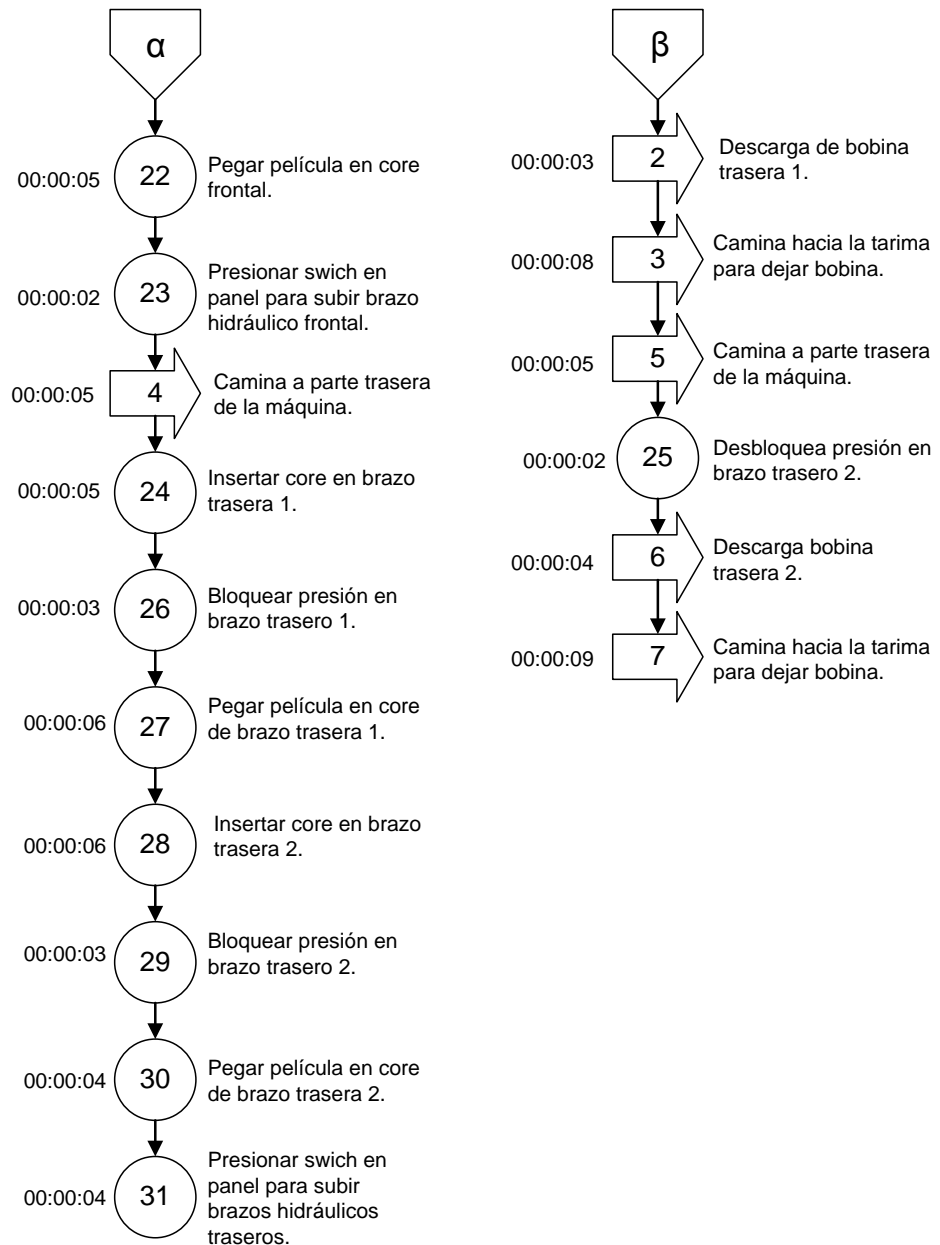 α
00:00:05
22
Pegar película en core
frontal.
00:00:02
23
Presionar swich en
panel para subir brazo
hidráulico frontal.
00:00:05
4
Camina a parte trasera
de la máquina.
00:00:05
24
Insertar core en brazo
trasera 1.
00:00:03
26
Bloquear presión en
brazo trasero 1.
00:00:06
27
Pegar película en core
de brazo trasera 1.
00:00:06
28
Insertar core en brazo
trasera 2.
00:00:03
29
Bloquear presión en
brazo trasero 2.
00:00:04
30
Pegar película en core
de brazo trasera 2.
00:00:04
31
Presionar swich en
panel para subir
brazos hidráulicos
traseros.
β
00:00:03
2
Descarga de bobina
trasera 1.
00:00:08
3
Camina hacia la tarima
para dejar bobina.
00:00:05
5
Camina a parte trasera
de la máquina.
00:00:02
25
Desbloquea presión en
brazo trasero 2.
00:00:04
6
Descarga bobina
trasera 2.
00:00:09
7
Camina hacia la tarima
para dejar bobina.